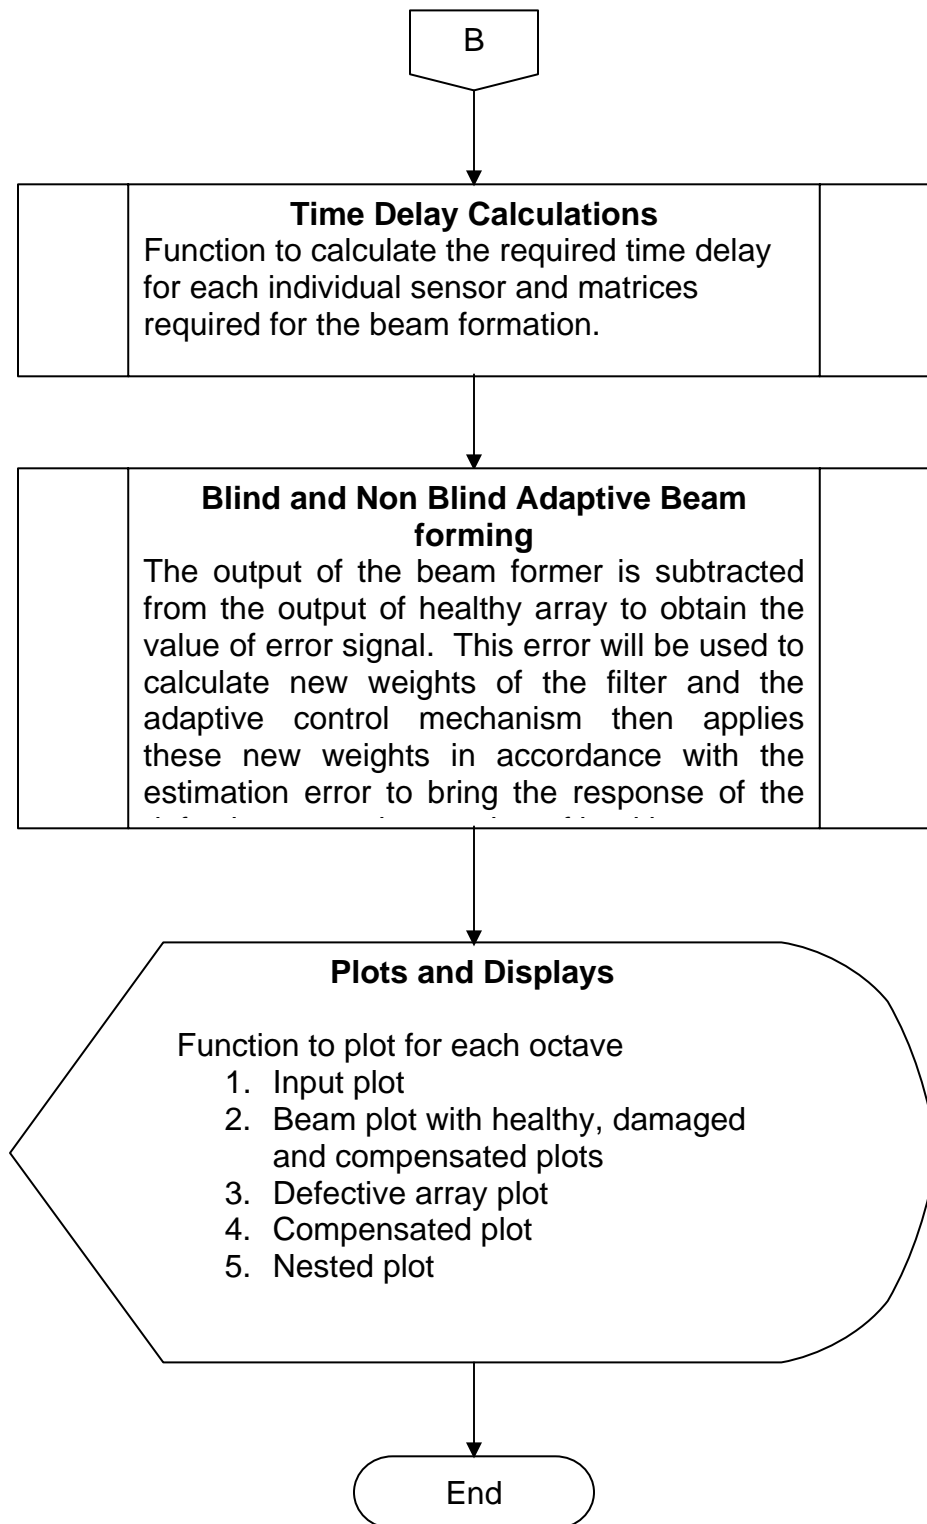 B
Time Delay Calculations
Function to calculate the required time delay
for each individual sensor and matrices
required for the beam formation.
Blind and Non Blind Adaptive Beam
forming
The output of the beam former is subtracted
from the output of healthy array to obtain the
value of error signal.  This error will be used to
calculate new weights of the filter and the
adaptive control mechanism then applies
these new weights in accordance with the
estimation error to bring the response of the
Plots and Displays
Function to plot for each octave
1. Input plot
2. Beam plot with healthy, damaged
and compensated plots
3. Defective array plot
4. Compensated plot
5. Nested plot
End